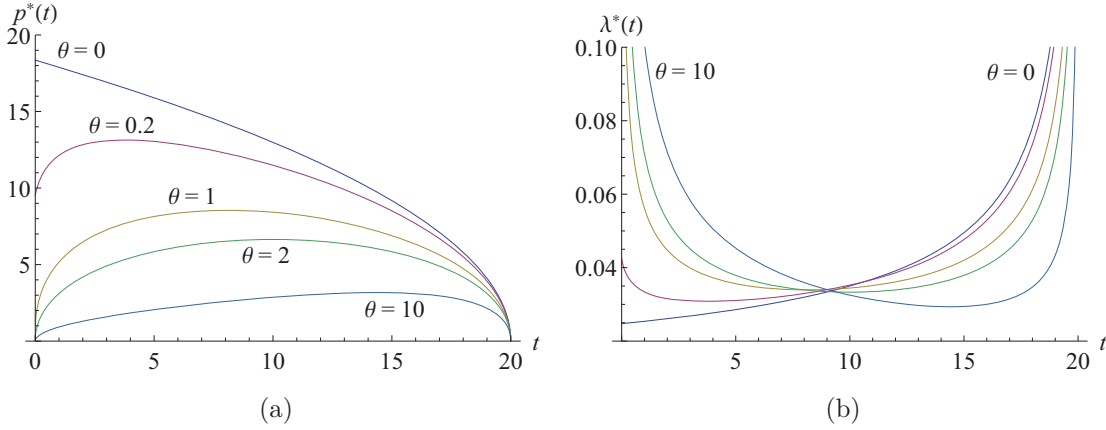 p*(t)
20
15
10
5
0 5 10 15 20 t
θ = 0
θ = 0.2
θ = 1
θ = 2
θ = 10
(a)
λ*(t)
0.10
0.08
0.06
0.04
5 10 15 20 t
θ = 10
θ = 0
(b)